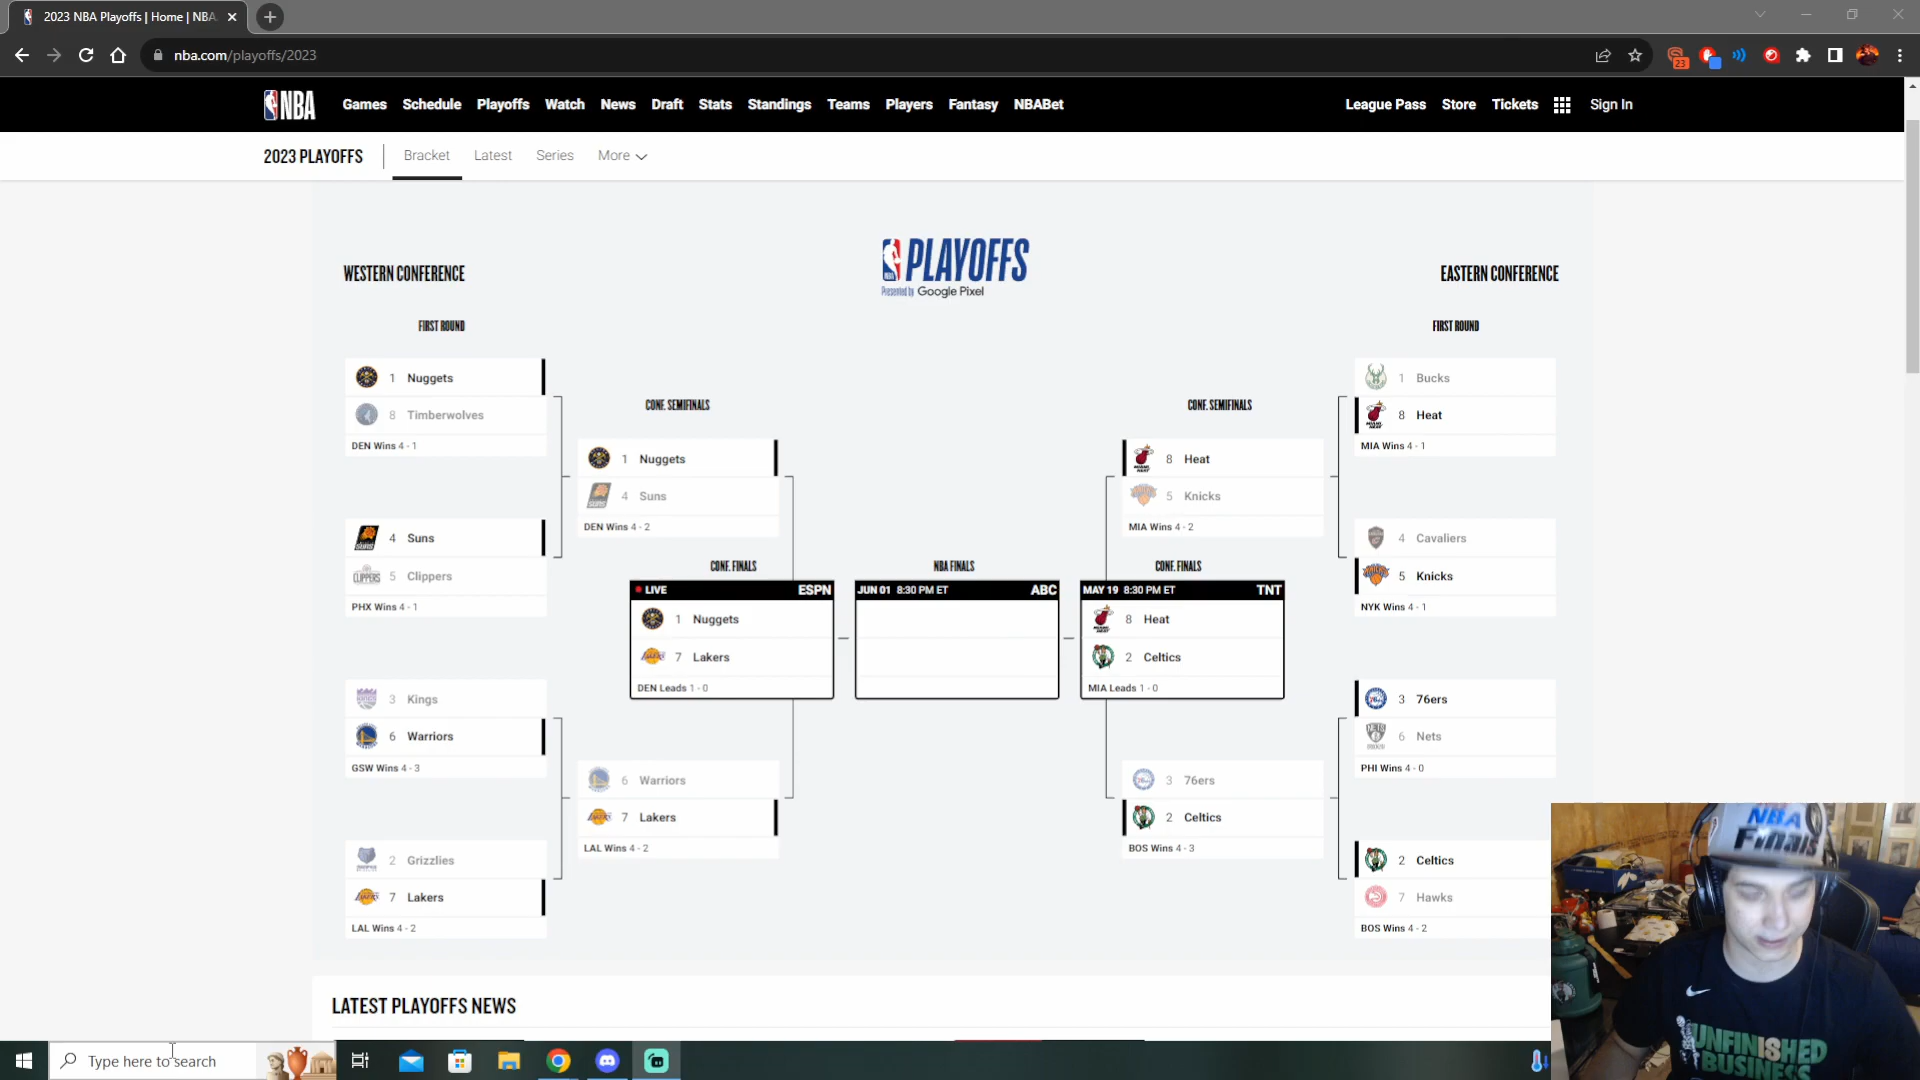 2023 NBA Playoffs | Home | NBA
nba.com/playoffs/2023
23
NBA
Games Schedule Playoffs Watch News Draft Stats Standings Teams Players Fantasy NBABet League Pass Store Tickets Sign In
2023 PLAYOFFS Bracket Latest Series More
PLAYOFFS
Presented by Google Pixel
WESTERN CONFERENCE
EASTERN CONFERENCE
FIRST ROUND
FIRST ROUND
1 Nuggets
8 Timberwolves
DEN Wins 4 - 1
4 Suns
5 Clippers
PHX Wins 4 - 1
3 Kings
6 Warriors
GSW Wins 4 - 3
2 Grizzlies
7 Lakers
LAL Wins 4 - 2
CONF. SEMIFINALS
1 Nuggets
4 Suns
DEN Wins 4 - 2
6 Warriors
7 Lakers
LAL Wins 4 - 2
CONF. FINALS
LIVE ESPN
1 Nuggets
7 Lakers
DEN Leads 1 - 0
NBA FINALS
JUN 01 8:30 PM ET ABC
CONF. FINALS
MAY 19 8:30 PM ET TNT
8 Heat
2 Celtics
MIA Leads 1 - 0
CONF. SEMIFINALS
8 Heat
5 Knicks
MIA Wins 4 - 2
3 76ers
2 Celtics
BOS Wins 4 - 3
1 Bucks
8 Heat
MIA Wins 4 - 1
4 Cavaliers
5 Knicks
NYK Wins 4 - 1
3 76ers
6 Nets
PHI Wins 4 - 0
2 Celtics
7 Hawks
BOS Wins 4 - 2
LATEST PLAYOFFS NEWS
Type here to search
NBA
Finals
UNFIN18HED
BUSINESS